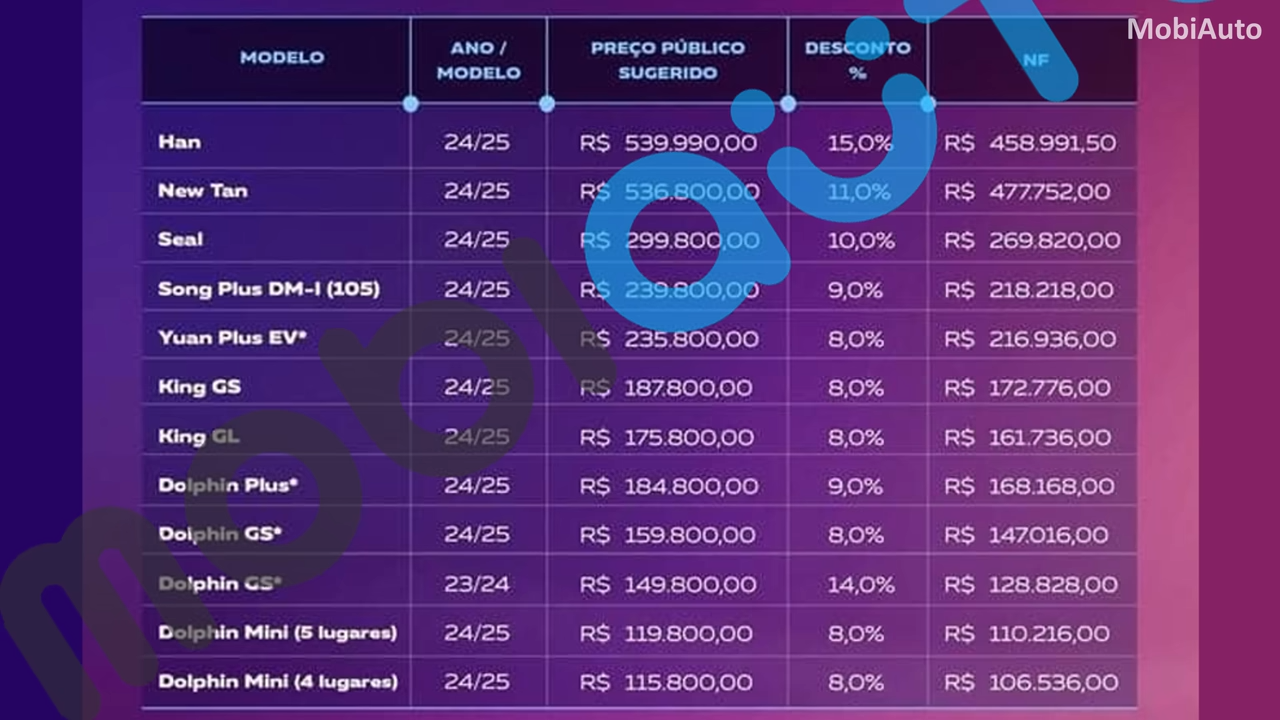 MobiAuto
MODELO ANO / MODELO PREÇO PÚBLICO SUGERIDO DESCONTO % NF
Han 24/25 R$ 539.990,00 15,0% R$ 458.991,50
New Tan 24/25 R$ 536.800,00 11,0% R$ 477.752,00
Seal 24/25 R$ 299.800,00 10,0% R$ 269.820,00
Song Plus DM-I (105) 24/25 R$ 239.800,00 9,0% R$ 218.218,00
Yuan Plus EV* 24/25 R$ 235.800,00 8,0% R$ 216.936,00
King GS 24/25 R$ 187.800,00 8,0% R$ 172.776,00
King GL 24/25 R$ 175.800,00 8,0% R$ 161.736,00
Dolphin Plus* 24/25 R$ 184.800,00 9,0% R$ 168.168,00
Dolphin GS* 24/25 R$ 159.800,00 8,0% R$ 147.016,00
Dolphin GS* 23/24 R$ 149.800,00 14,0% R$ 128.828,00
Dolphin Mini (5 lugares) 24/25 R$ 119.800,00 8,0% R$ 110.216,00
Dolphin Mini (4 lugares) 24/25 R$ 115.800,00 8,0% R$ 106.536,00